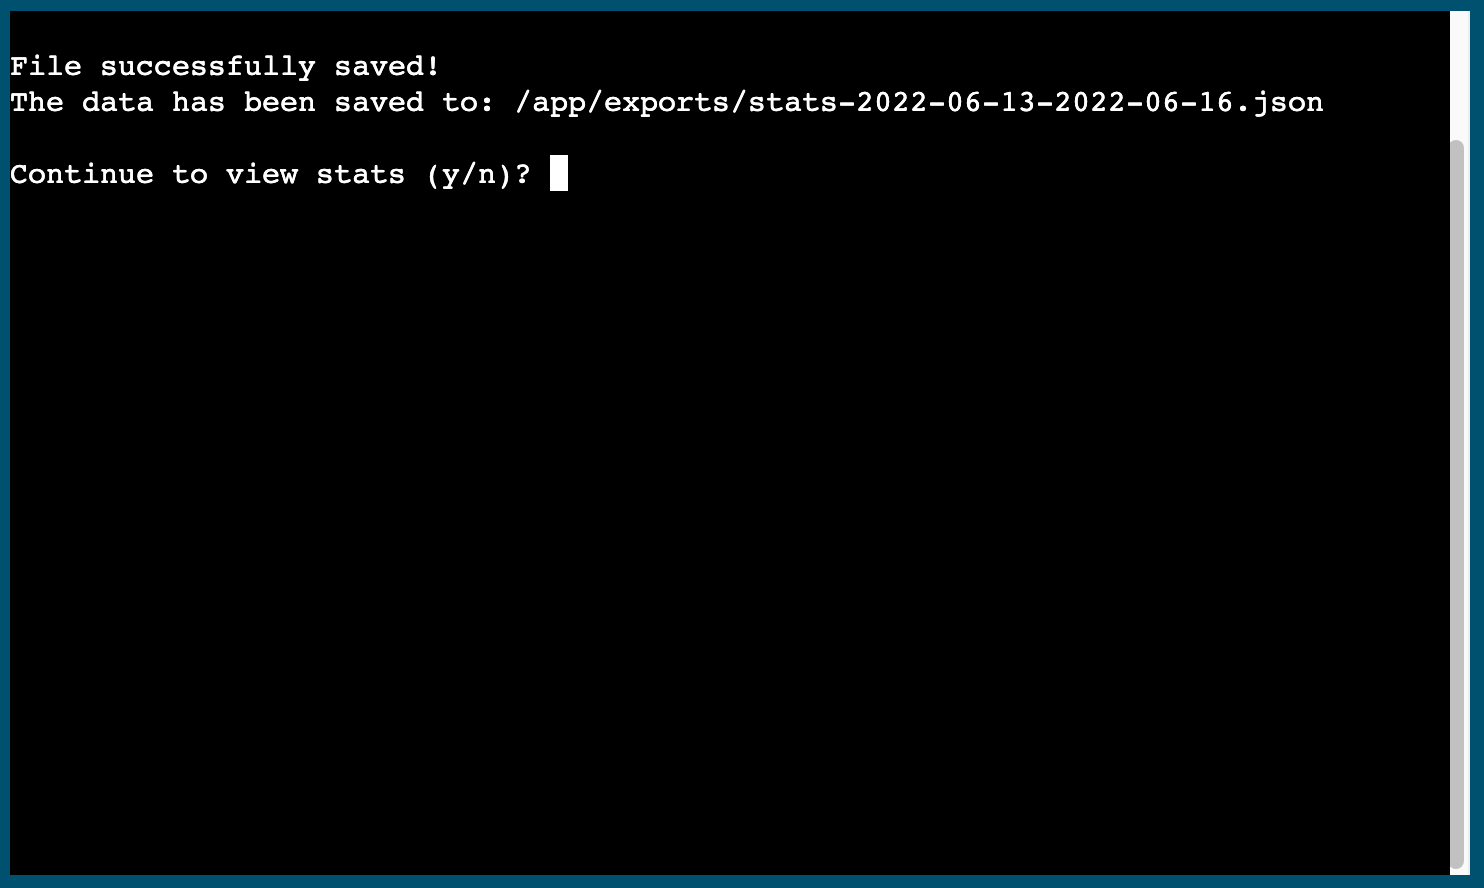 File successfully saved!
The data has been saved to: /app/exports/stats-2022-06-13-2022-06-16.json
Continue to view stats (y/n)?